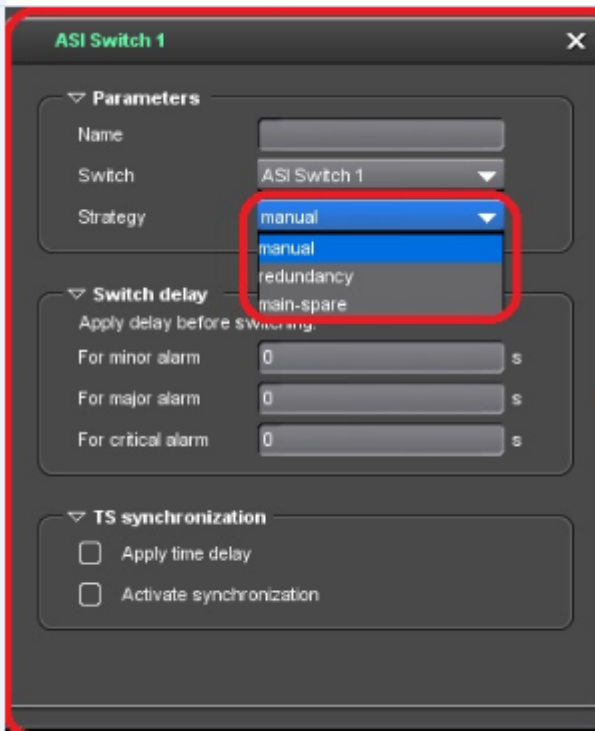 ASI Switch 1
Parameters
Name
Switch ASI Switch 1
Strategy manual
manual
redundancy
main-spare
Switch delay
Apply delay before switching:
For minor alarm 0 s
For major alarm 0 s
For critical alarm 0 s
TS synchronization
Apply time delay
Activate synchronization